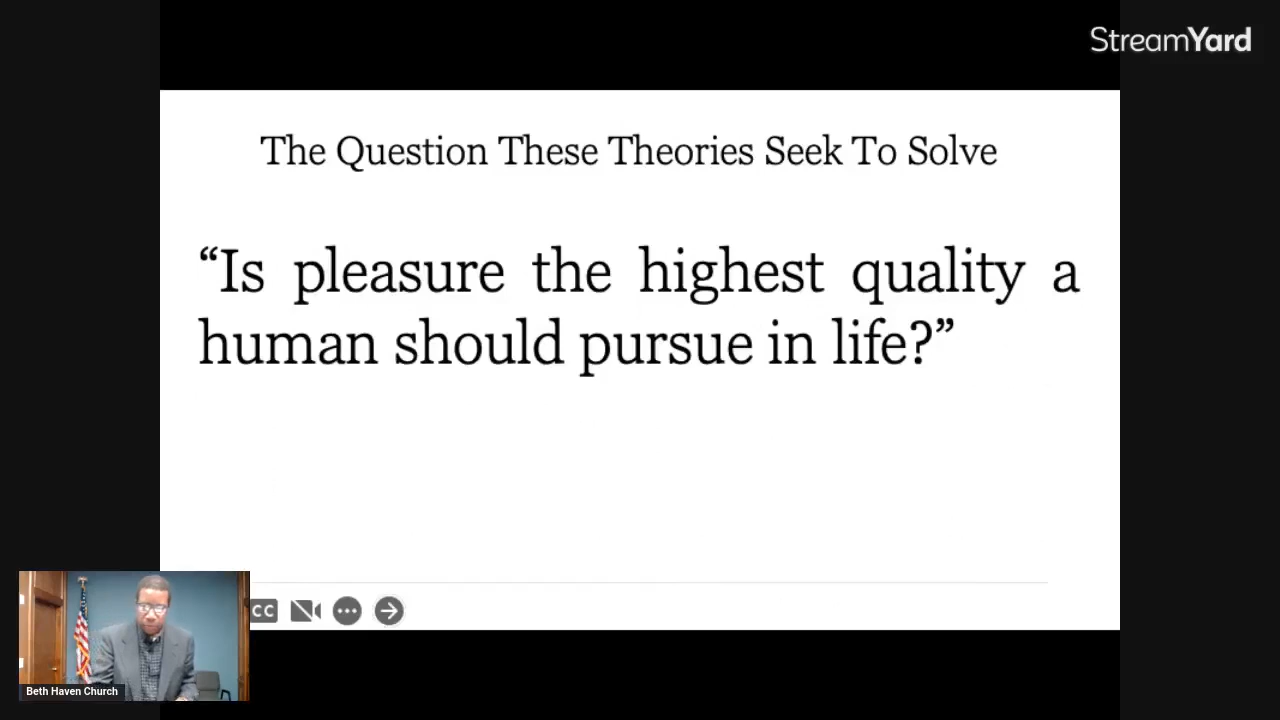 StreamYard
The Question These Theories Seek To Solve
“Is pleasure the highest quality a
human should pursue in life?”
CC
Beth Haven Church